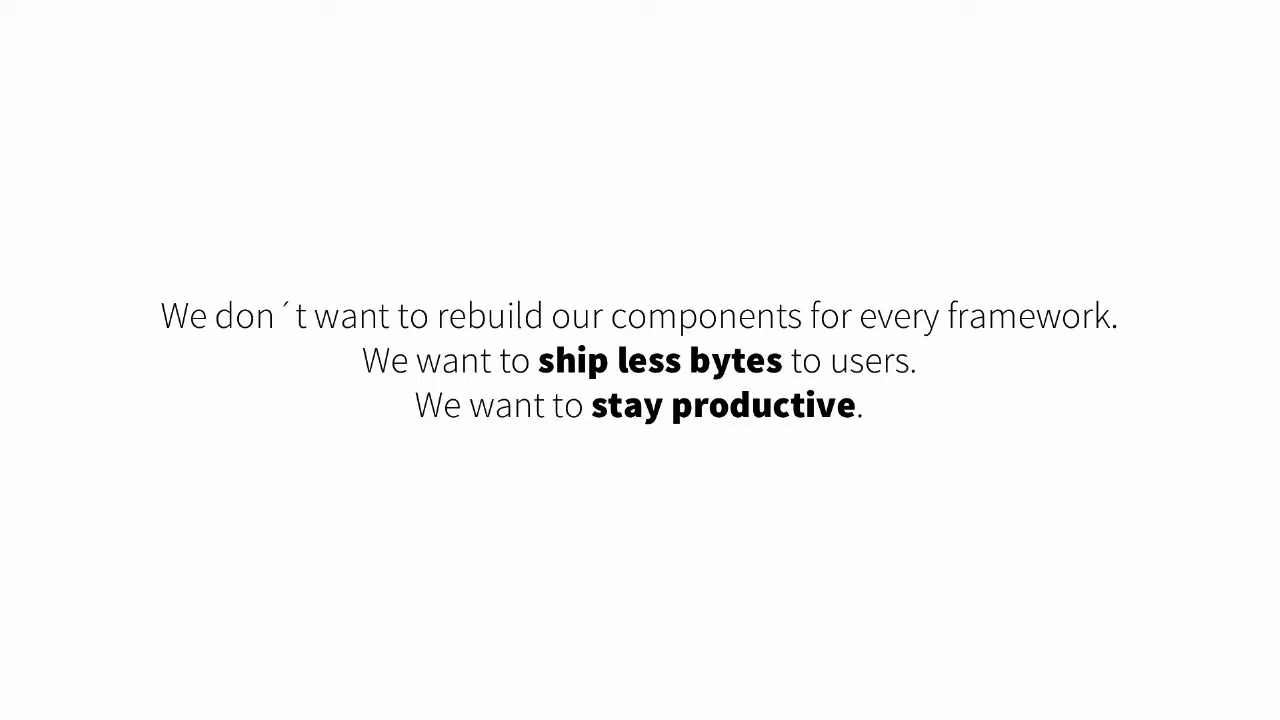 We don´t want to rebuild our components for every framework.
We want to ship less bytes to users.
We want to stay productive.